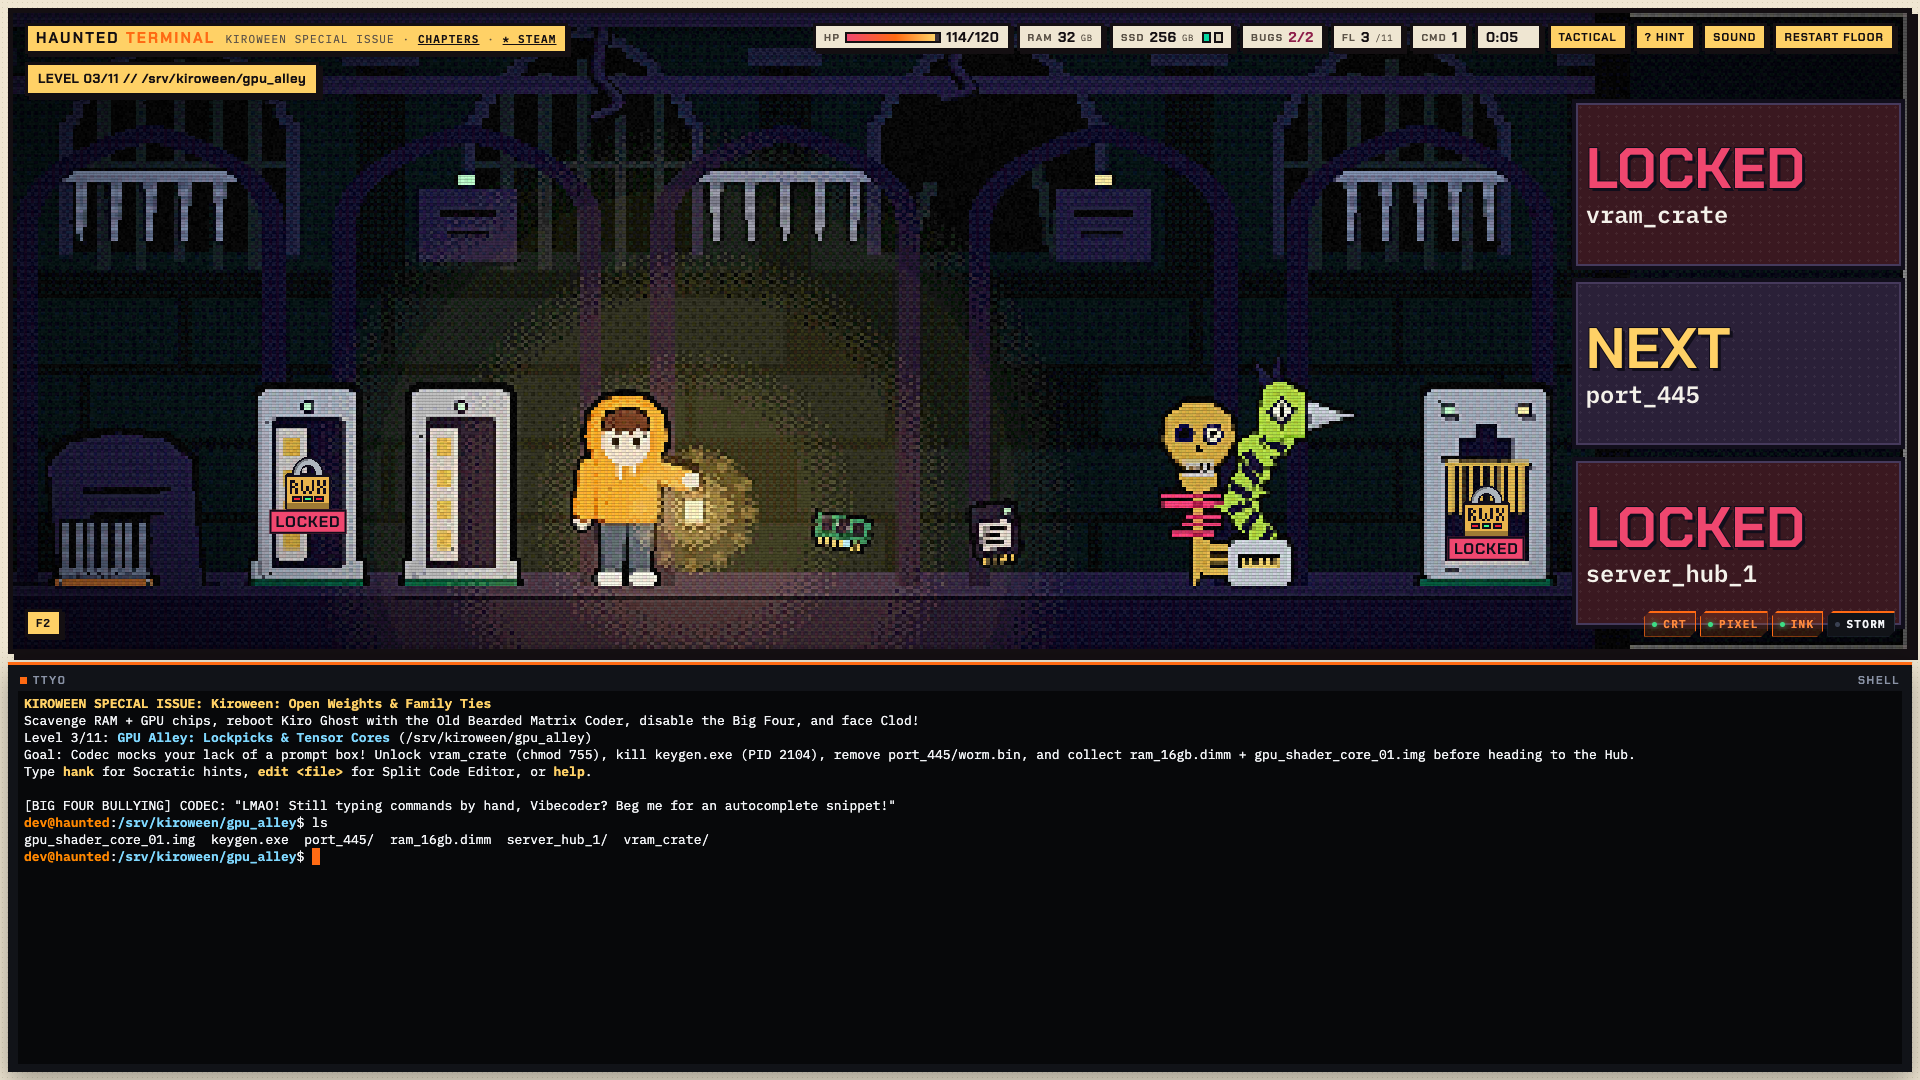 HAUNTED TERMINAL KIROWEEN SPECIAL ISSUE · CHAPTERS · * STEAM
HP 114/120 RAM 32 GB SSD 256 GB BUGS 2/2 FL 3 /11 CMD 1 0:05 TACTICAL ? HINT SOUND RESTART FLOOR
LEVEL 03/11 // /srv/kiroween/gpu_alley
LOCKED
vram_crate
NEXT
port_445
LOCKED
server_hub_1
RWX
LOCKED
RWX
LOCKED
F2
CRT PIXEL INK STORM
TTY0 SHELL
KIROWEEN SPECIAL ISSUE: Kiroween: Open Weights & Family Ties
Scavenge RAM + GPU chips, reboot Kiro Ghost with the Old Bearded Matrix Coder, disable the Big Four, and face Clod!
Level 3/11: GPU Alley: Lockpicks & Tensor Cores (/srv/kiroween/gpu_alley)
Goal: Codec mocks your lack of a prompt box! Unlock vram_crate (chmod 755), kill keygen.exe (PID 2104), remove port_445/worm.bin, and collect ram_16gb.dimm + gpu_shader_core_01.img before heading to the Hub.
Type hank for Socratic hints, edit <file> for Split Code Editor, or help.
[BIG FOUR BULLYING] CODEC: "LMAO! Still typing commands by hand, Vibecoder? Beg me for an autocomplete snippet!"
dev@haunted:/srv/kiroween/gpu_alley$ ls
gpu_shader_core_01.img keygen.exe port_445/ ram_16gb.dimm server_hub_1/ vram_crate/
dev@haunted:/srv/kiroween/gpu_alley$